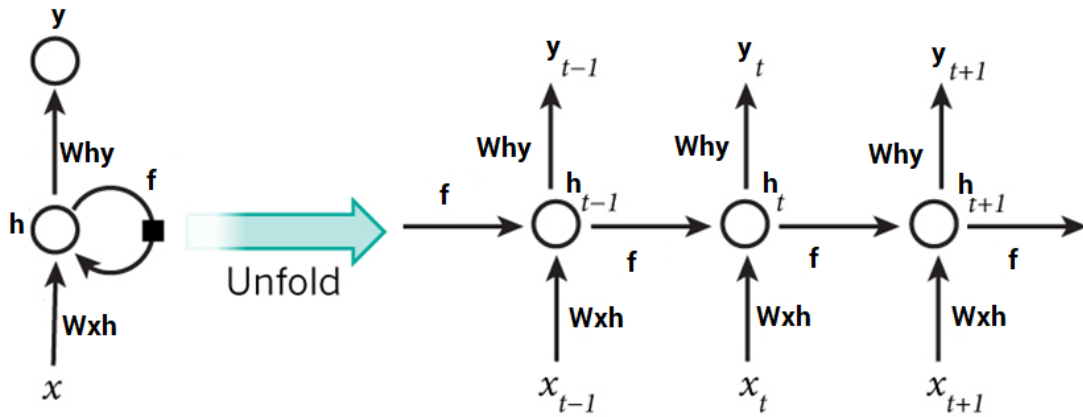 y
Why
f
h
Unfold
Wxh
x
y t−1 y t y t+1
Why Why Why
f h t−1 h t h t+1
f f f
Wxh Wxh Wxh
x t−1 x t x t+1